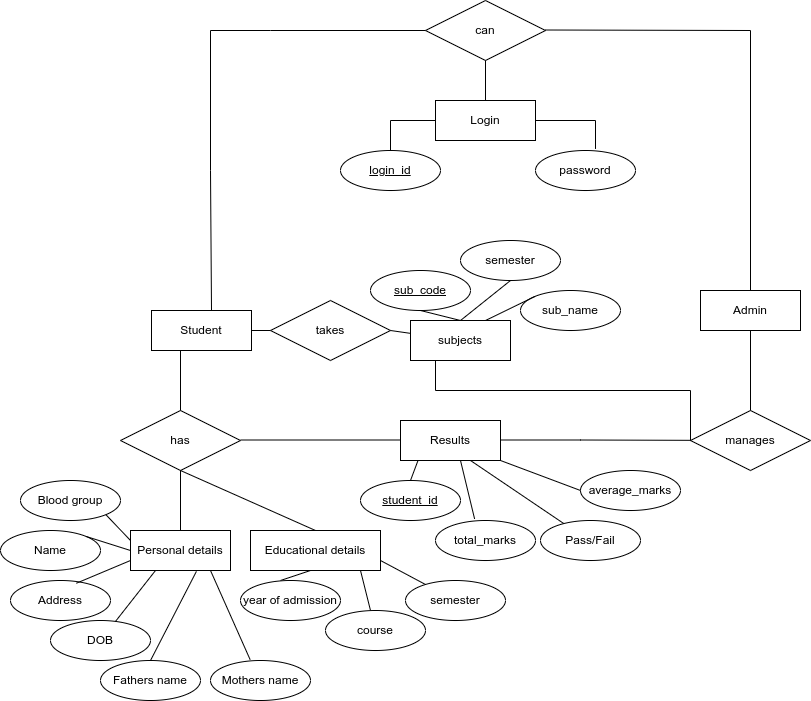 can
Login
login_id
password
semester
sub_code
sub_name
Admin
Student
takes
subjects
has
Results
manages
Blood group
student_id
average_marks
Name
Personal details
Educational details
total_marks
Pass/Fail
Address
year of admission
semester
DOB
course
Fathers name
Mothers name